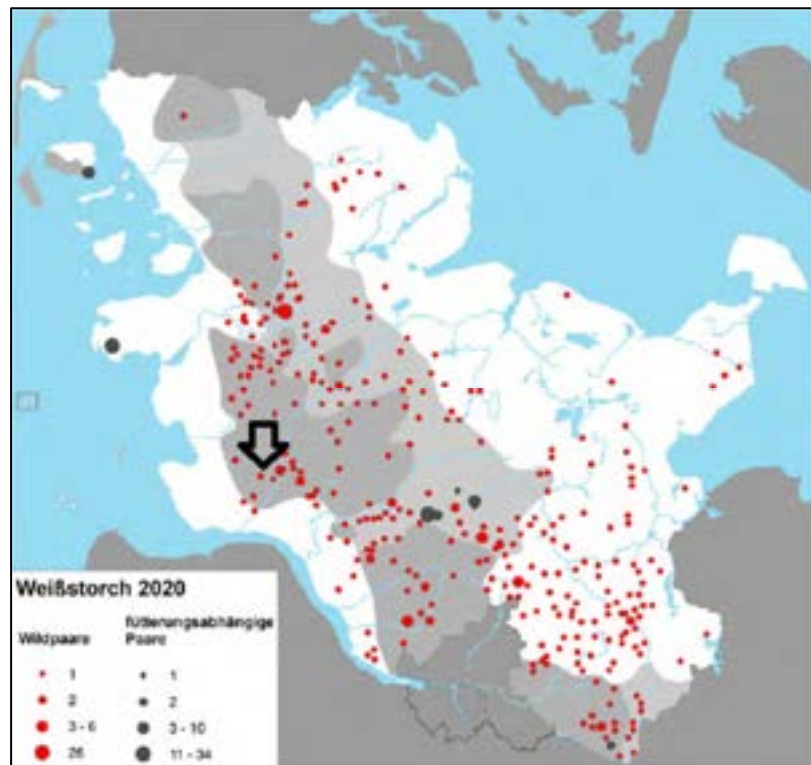 Weißstorch 2020
Wildpaare
fütterungsabhängige
Paare
1 1
2 2
3 - 6 3 - 10
26 11 - 34